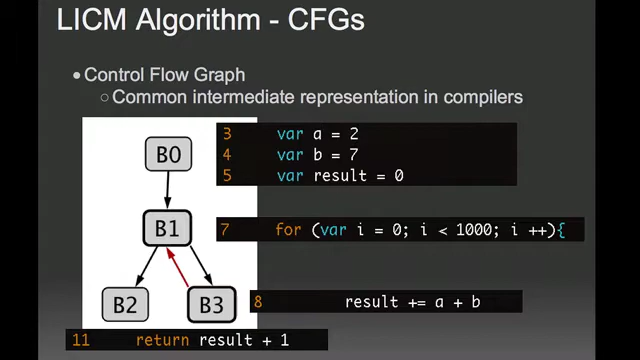 LICM Algorithm - CFGs
● Control Flow Graph
○ Common intermediate representation in compilers
B0
3 var a = 2
4 var b = 7
5 var result = 0
B1
7 for (var i = 0; i < 1000; i ++){
B2
B3
8 result += a + b
11 return result + 1